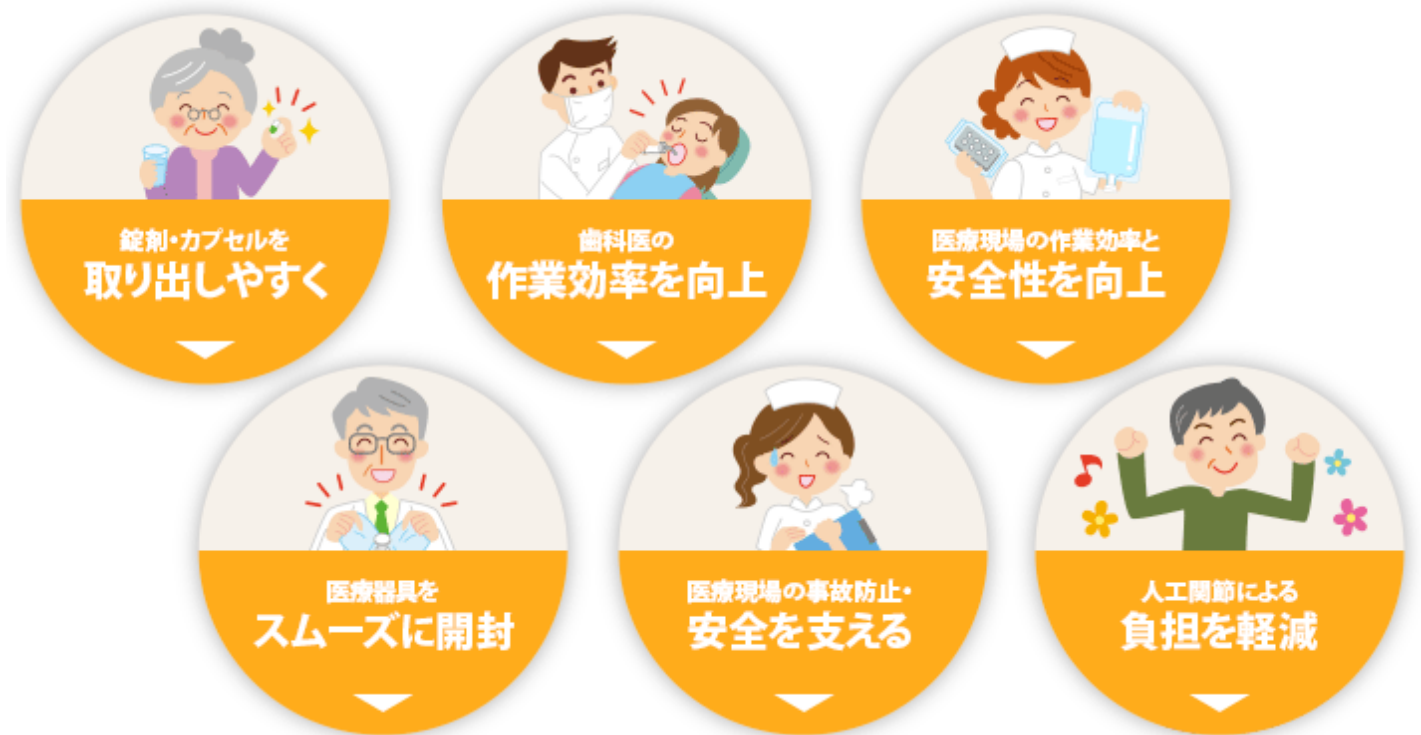 錠剤・カプセルを
取り出しやすく
歯科医の
作業効率を向上
医療現場の作業効率と
安全性を向上
医療器具を
スムーズに開封
医療現場の事故防止・
安全を支える
人工関節による
負担を軽減